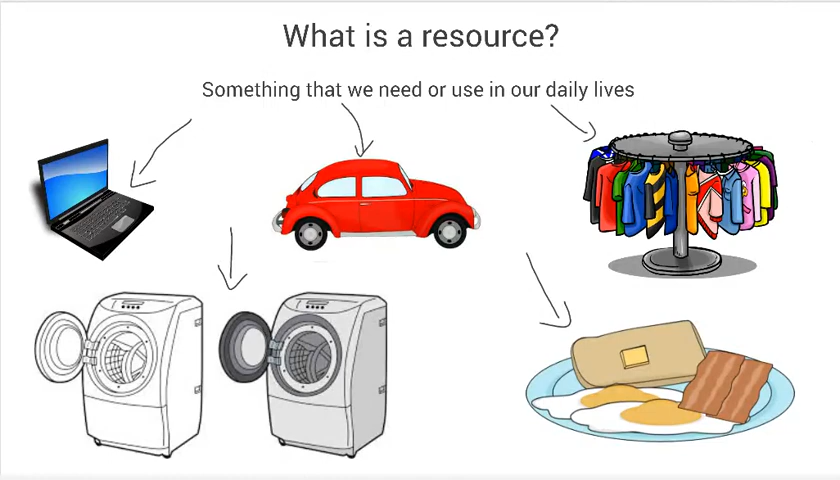 What is a resource?
Something that we need or use in our daily lives